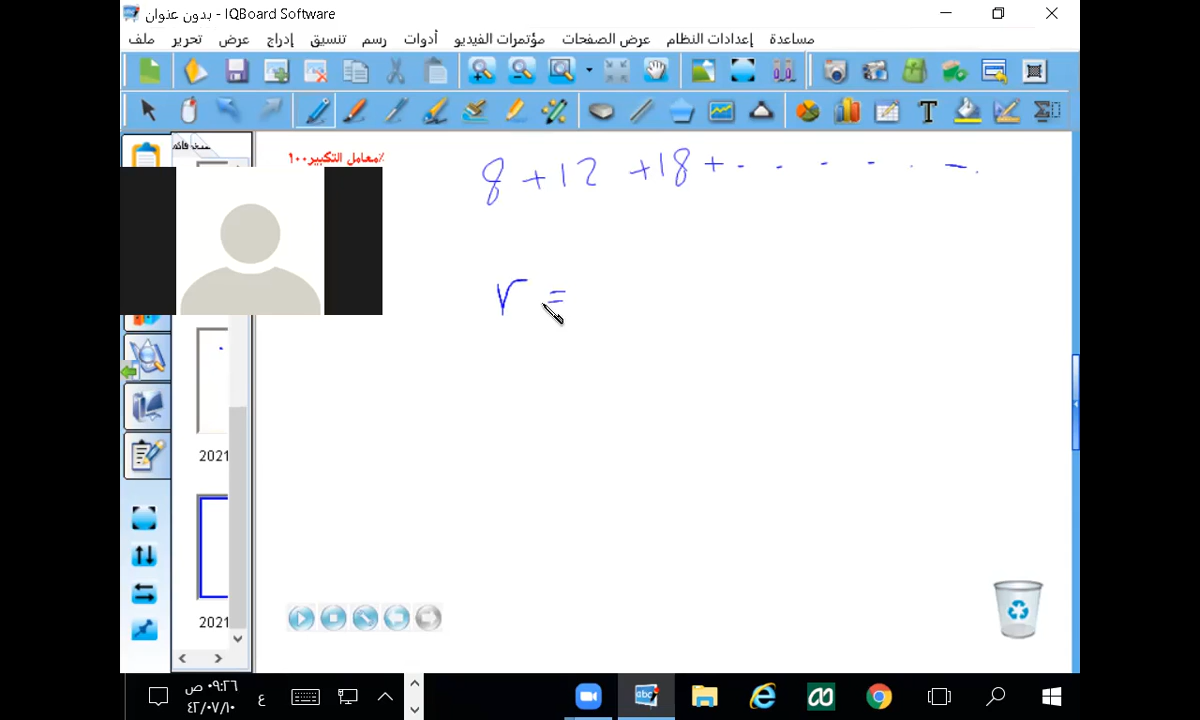 بدون عنوان - IQBoard Software
ملف تحرير عرض إدراج تنسيق رسم أدوات مؤتمرات الفيديو عرض الصفحات إعدادات النظام مساعدة
معامل التكبير١٠٠٪
8 + 12 + 18 + - - - - - - -
r =
2021
2021
٠٩:٢٦ ص
٤٢/٠٧/١٠
ع
abc